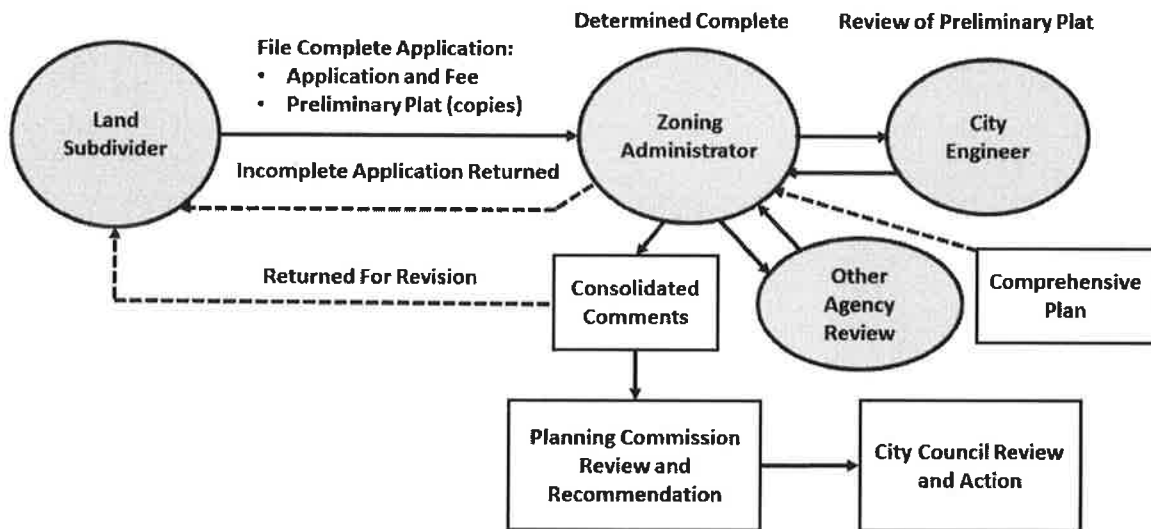 Determined Complete
Review of Preliminary Plat
File Complete Application:
• Application and Fee
• Preliminary Plat (copies)
Land
Subdivider
Zoning
Administrator
City
Engineer
Incomplete Application Returned
Returned For Revision
Consolidated
Comments
Other
Agency
Review
Comprehensive
Plan
Planning Commission
Review and
Recommendation
City Council Review
and Action